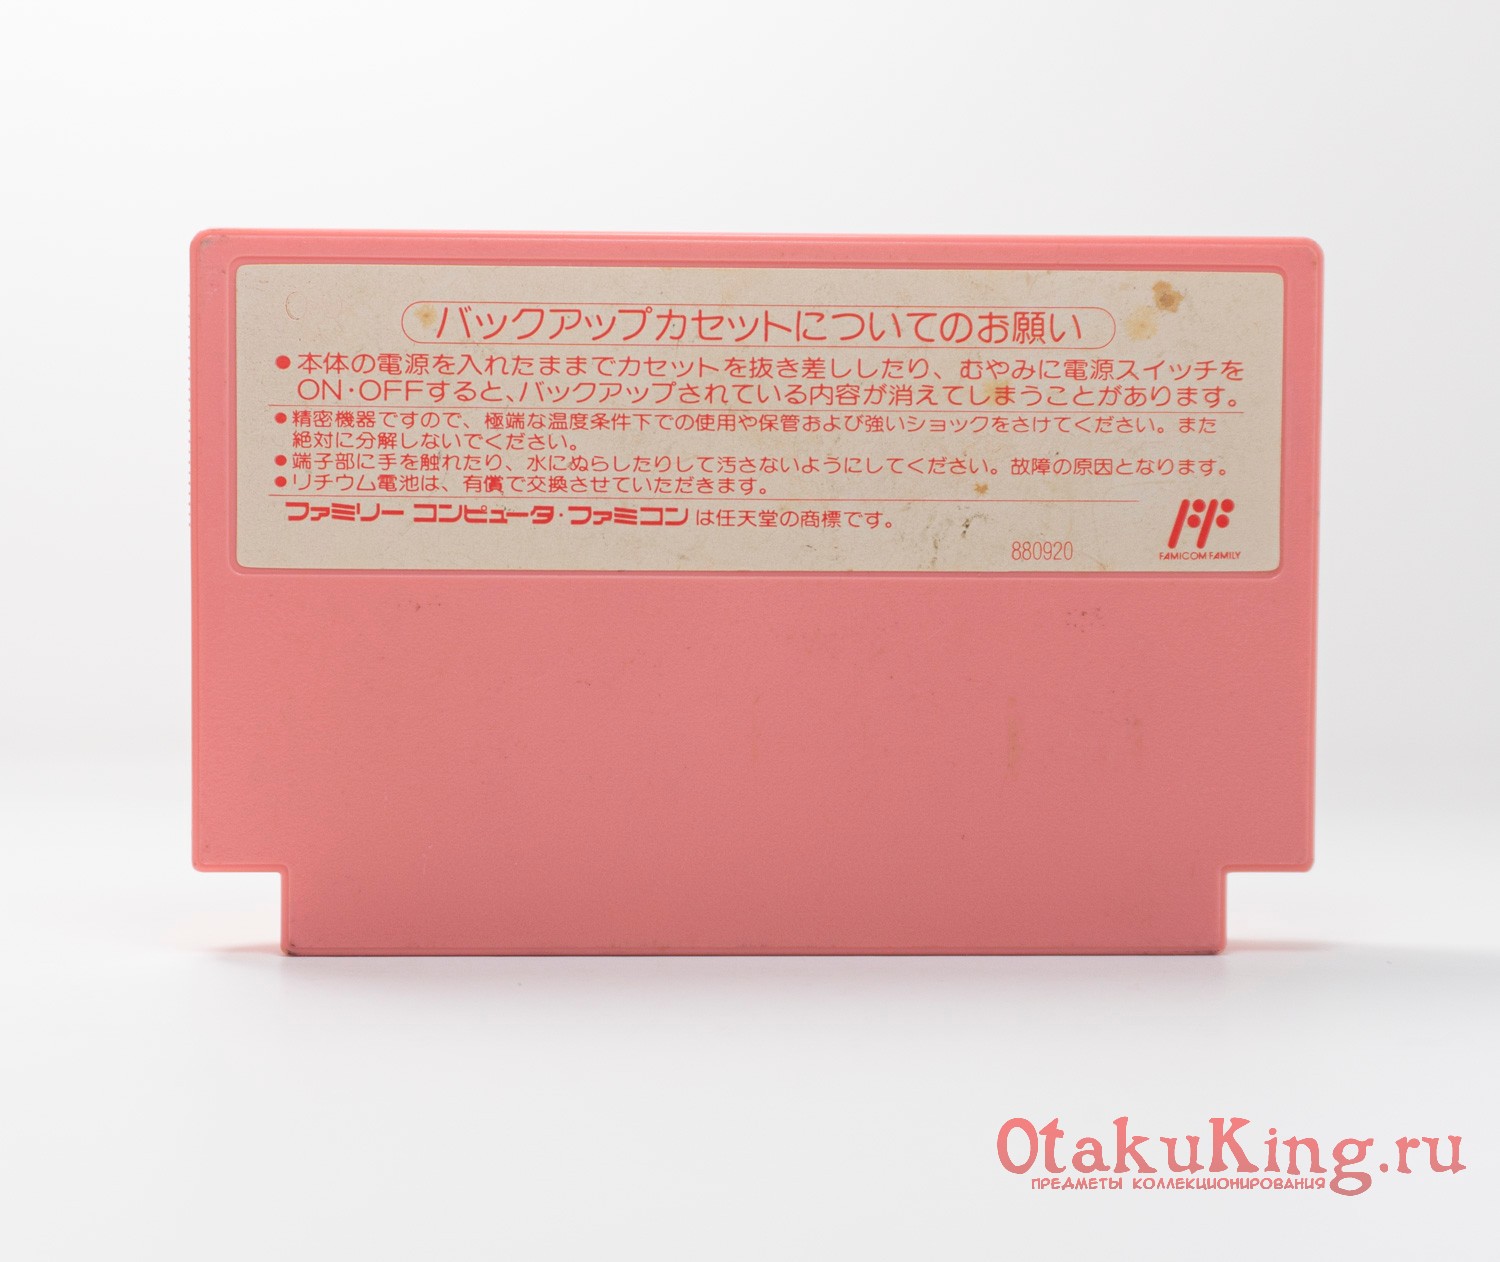 バックアップカセットについてのお願い
●本体の電源を入れたままでカセットを抜き差ししたり、むやみに電源スイッチを
ON・OFFすると、バックアップされている内容が消えてしまうことがあります。
●精密機器ですので、極端な温度条件下での使用や保管および強いショックをさけてください。また
絶対に分解しないでください。
●端子部に手を触れたり、水にぬらしたりして汚さないようにしてください。故障の原因となります。
●リチウム電池は、有償で交換させていただきます。
ファミリー コンピュータ・ファミコン は任天堂の商標です。
880920
FAMICOM FAMILY
OtakuKing.ru
ПРЕДМЕТЫ КОЛЛЕКЦИОНИРОВАНИЯ